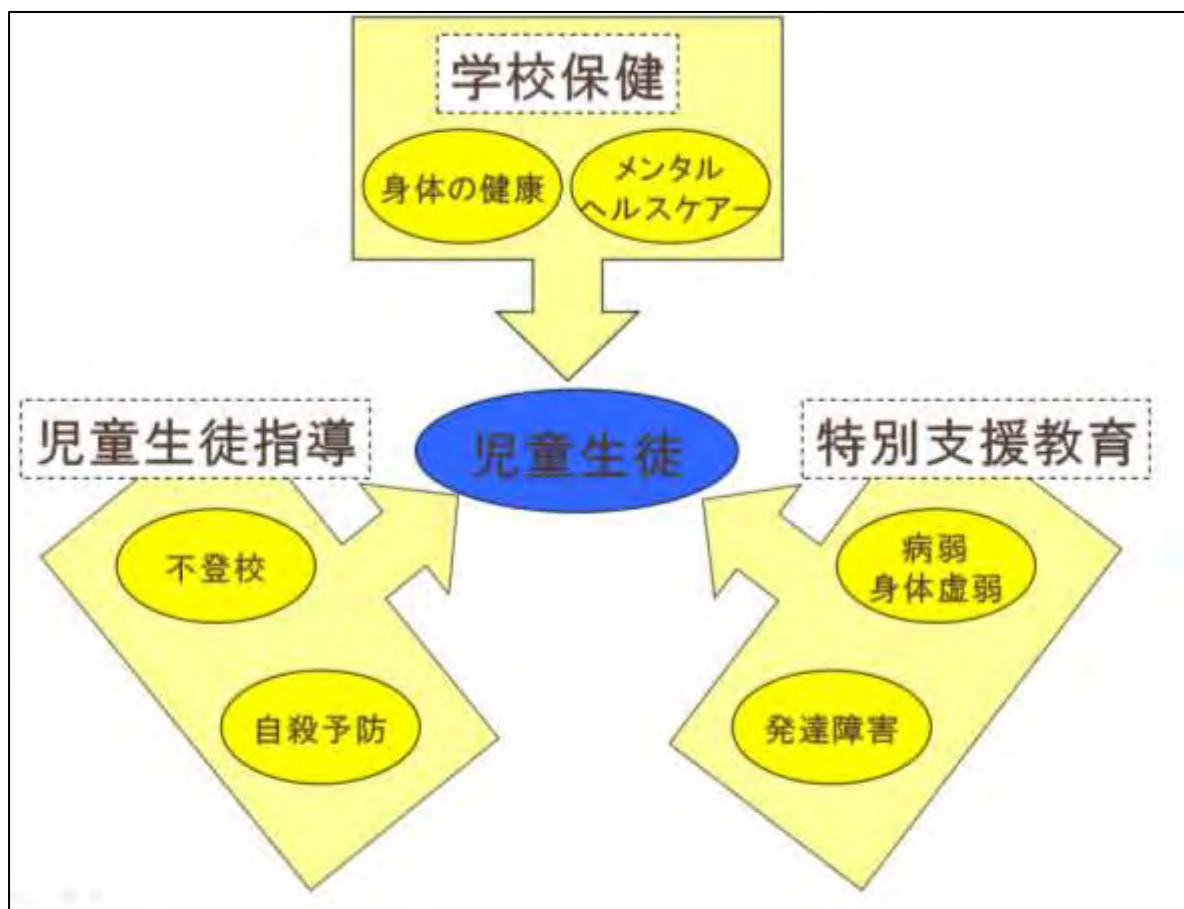 学校保健
身体の健康
メンタル
ヘルスケアー
児童生徒
児童生徒指導
不登校
自殺予防
特別支援教育
病弱
身体虚弱
発達障害